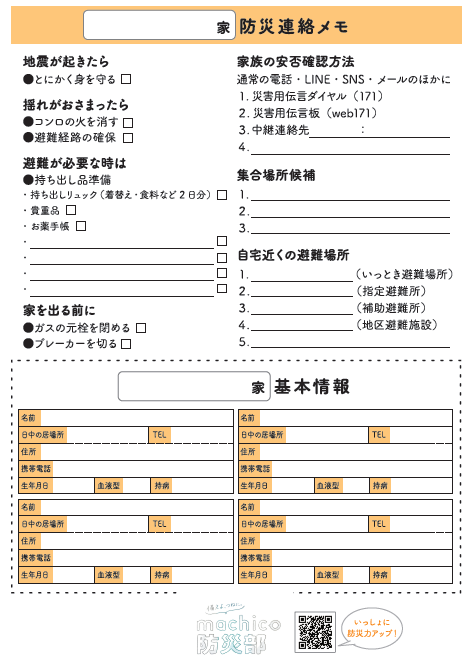 家 防災連絡メモ
地震が起きたら
●とにかく身を守る □
揺れがおさまったら
●コンロの火を消す □
●避難経路の確保 □
避難が必要な時は
●持ち出し品準備
・持ち出しリュック（着替え・食料など2日分）□
・貴重品 □
・お薬手帳 □
・ □
・ □
・ □
・ □
家を出る前に
●ガスの元栓を閉める □
●ブレーカーを切る □
家族の安否確認方法
通常の電話・LINE・SNS・メールのほかに
1. 災害用伝言ダイヤル（171）
2. 災害用伝言板（web171）
3. 中継連絡先 ：
4.
集合場所候補
1.
2.
3.
自宅近くの避難場所
1. （いっとき避難場所）
2. （指定避難所）
3. （補助避難所）
4. （地区避難施設）
5.
家 基本情報
名前
日中の居場所 TEL
住所
携帯電話
生年月日 血液型 持病
名前
日中の居場所 TEL
住所
携帯電話
生年月日 血液型 持病
名前
日中の居場所 TEL
住所
携帯電話
生年月日 血液型 持病
名前
日中の居場所 TEL
住所
携帯電話
生年月日 血液型 持病
machico
防災部
いっしょに
防災力アップ！